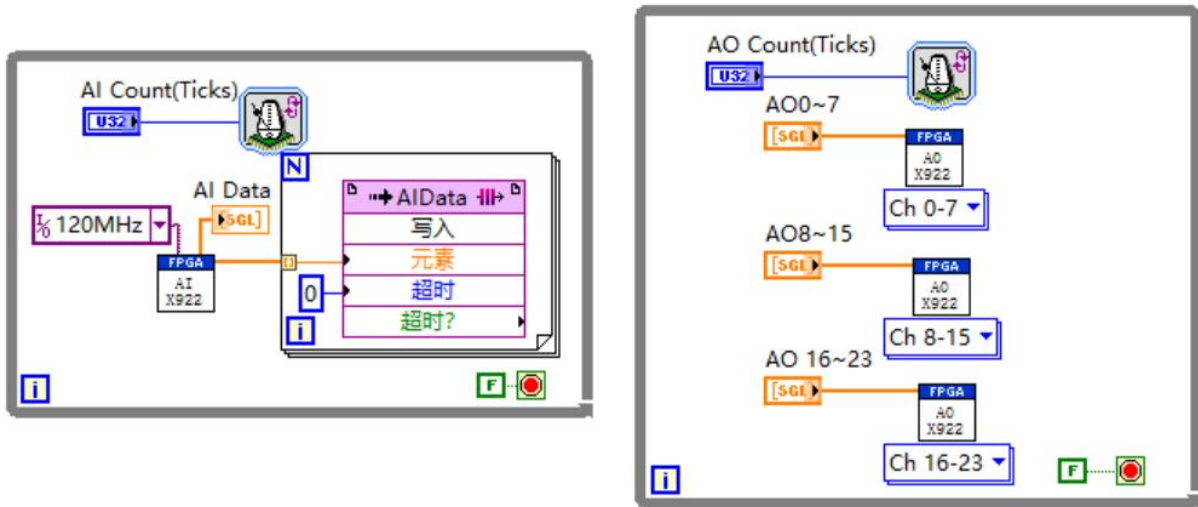 AI Count(Ticks)
U32
N
AI Data
SGL]
AIData
写入
元素
超时
超时?
I/O 120MHz
FPGA
AI
X922
0
i
F
i
AO Count(Ticks)
U32
AO0~7
[SGL
FPGA
AO
X922
Ch 0-7
AO8~15
[SGL
FPGA
AO
X922
Ch 8-15
AO 16~23
[SGL
FPGA
AO
X922
Ch 16-23
F
i